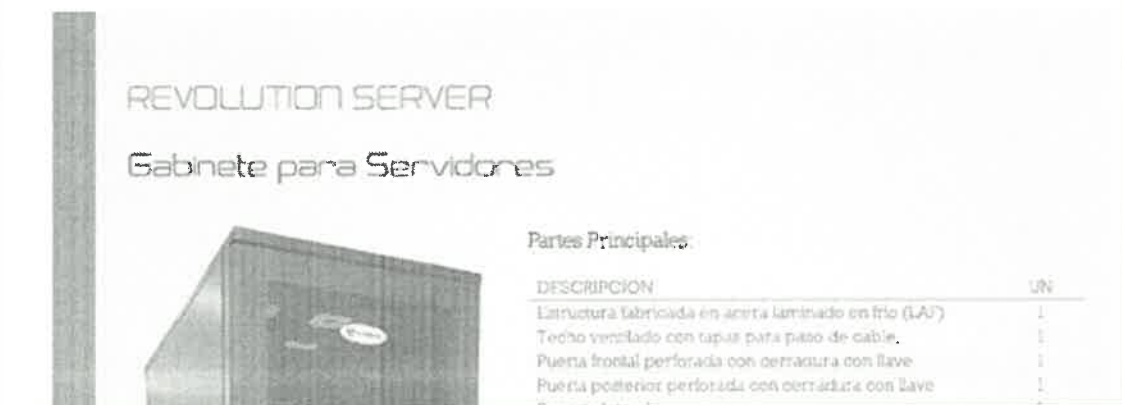 REVOLUTION SERVER
Gabinete para Servidores
Partes Principales:
DESCRIPCION UN
Estructura fabricada en acero laminado en frio (LAF) 1
Techo ventilado con tapas para paso de cable. 1
Puerta frontal perforada con cerradura con llave 1
Puerta posterior perforada con cerradura con llave 1